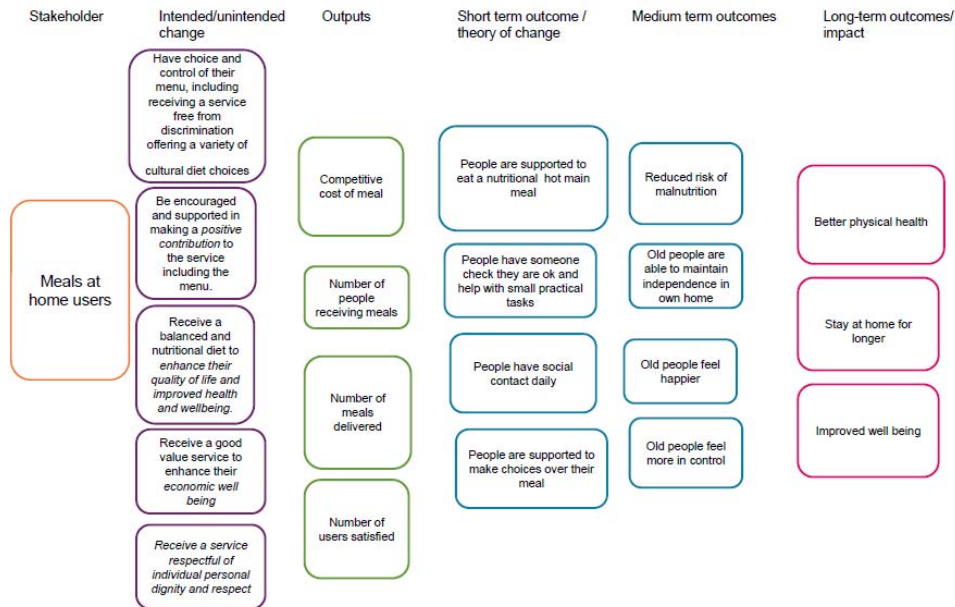 Stakeholder
Intended/unintended
change
Outputs
Short term outcome /
theory of change
Medium term outcomes
Long-term outcomes/
impact
Meals at
home users
Have choice and
control of their
menu, including
receiving a service
free from
discrimination
offering a variety of
cultural diet choices
Be encouraged
and supported in
making a positive
contribution to
the service
including the
menu.
Receive a
balanced and
nutritional diet to
enhance their
quality of life and
improved health
and wellbeing.
Receive a good
value service to
enhance their
economic well
being
Receive a service
respectful of
individual personal
dignity and respect
Competitive
cost of meal
Number of
people
receiving meals
Number of
meals
delivered
Number of
users satisfied
People are supported to
eat a nutritional hot main
meal
People have someone
check they are ok and
help with small practical
tasks
People have social
contact daily
People are supported to
make choices over their
meal
Reduced risk of
malnutrition
Old people are
able to maintain
independence in
own home
Old people feel
happier
Old people feel
more in control
Better physical health
Stay at home for
longer
Improved well being